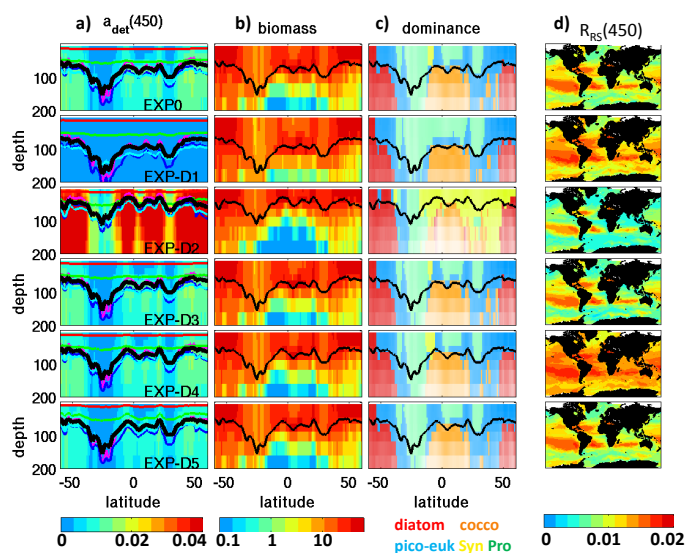 a) a_det(450)
b) biomass
c) dominance
d) R_RS(450)
100
200
EXP0
depth
100
200
EXP-D1
100
200
EXP-D2
depth
100
200
EXP-D3
100
200
EXP-D4
depth
100
200
EXP-D5
-50 0 50
-50 0 50
-50 0 50
latitude
latitude
latitude
0 0.02 0.04
0.1 1 10
diatom cocco
pico-euk Syn Pro
0 0.01 0.02